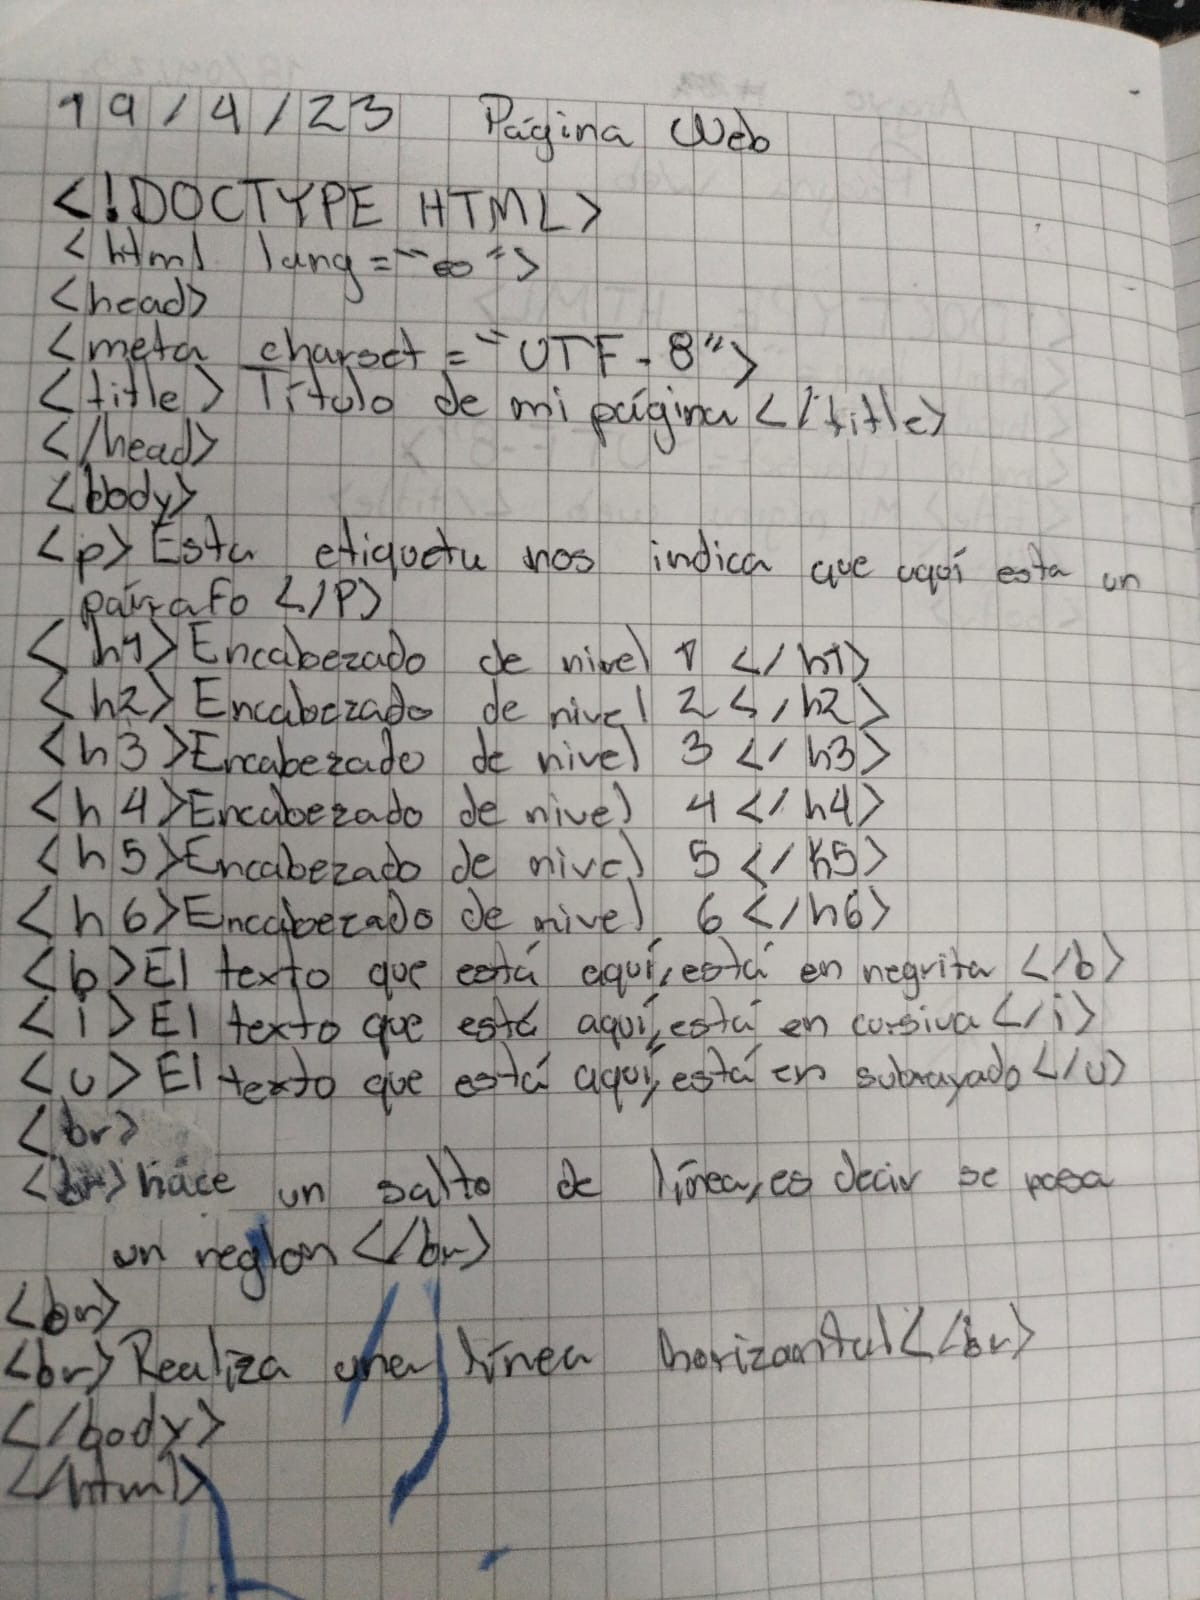 19/4/23 Página Web
<!DOCTYPE HTML>
<html lang="es">
<head>
<meta charset="UTF-8">
<title> Título de mi página </title>
</head>
<body>
<p> Esta etiqueta nos indica que aquí esta un
párrafo </P>
<h1> Encabezado de nivel 1 </h1>
<h2> Encabezado de nivel 2 </h2>
<h3> Encabezado de nivel 3 </h3>
<h4> Encabezado de nivel 4 </h4>
<h5> Encabezado de nivel 5 </h5>
<h6> Encabezado de nivel 6 </h6>
<b> El texto que está aquí, está en negrita </b>
<i> El texto que está aquí, está en cursiva </i>
<u> El texto que está aquí, está en subrayado </u>
<br>
<br> hace un salto de línea, es decir se pasa
un reglon </br>
<br>
<br> Realiza una línea horizontal </br>
</body>
</html>